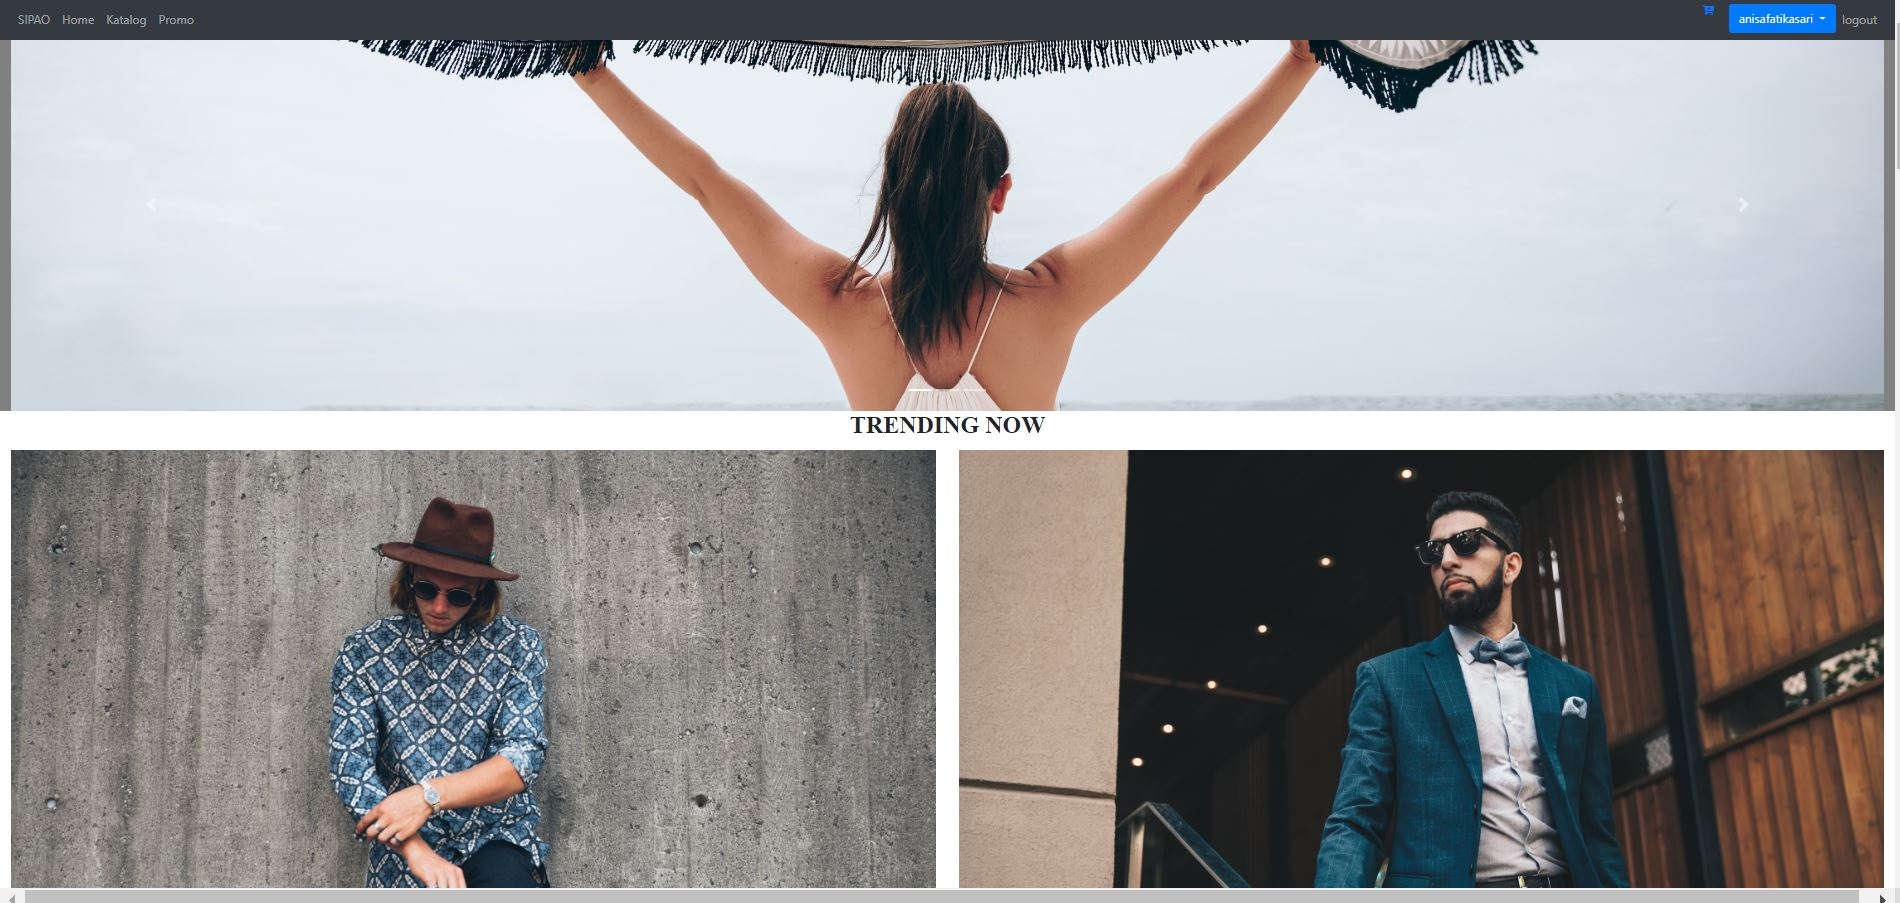 SIPAO Home Katalog Promo anisafatikasari logout
TRENDING NOW